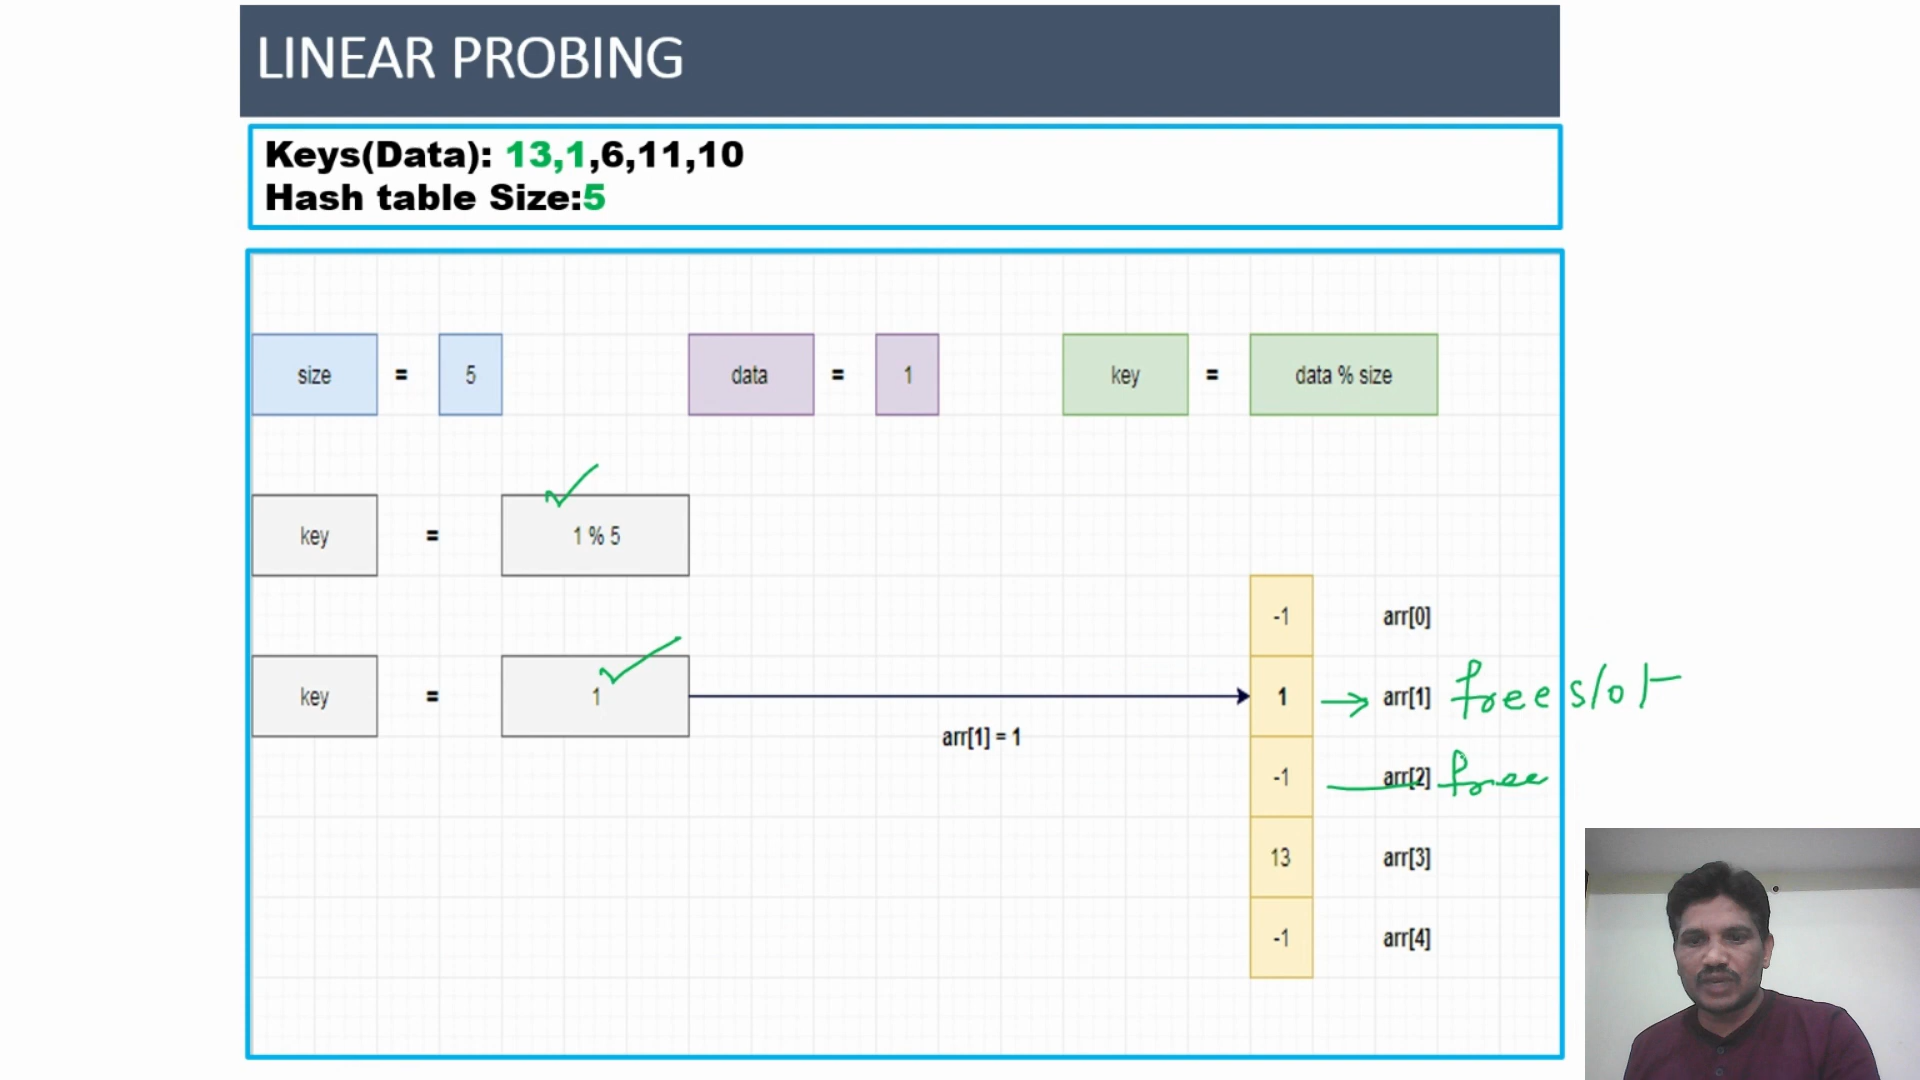 LINEAR PROBING
Keys(Data): 13,1,6,11,10
Hash table Size:5
size = 5 data = 1 key = data % size
key = 1 % 5
-1 arr[0]
key = 1 1 arr[1] free slot
arr[1] = 1
-1 arr[2] free
13 arr[3]
-1 arr[4]